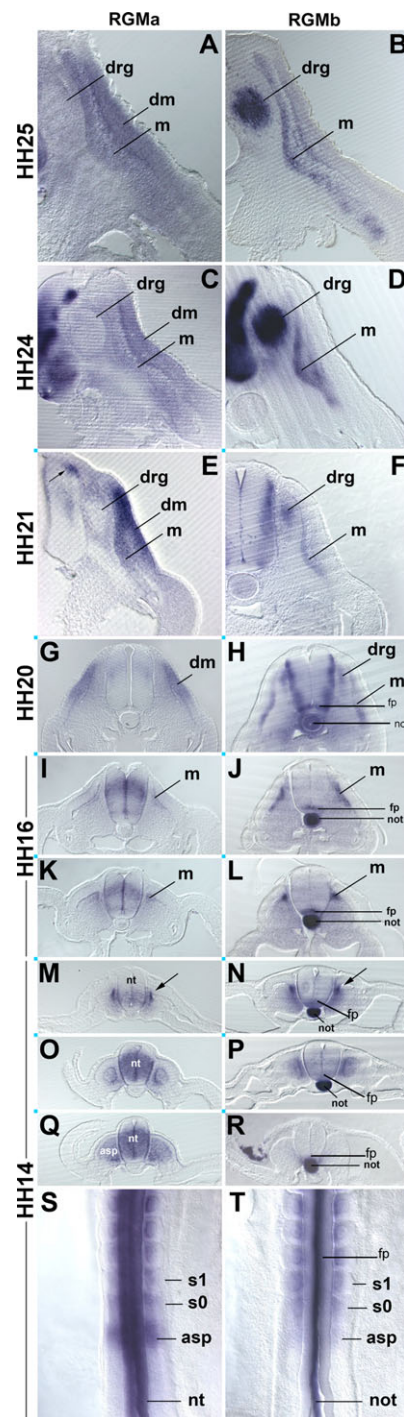 RGMa RGMb
HH25
A
drg
dm
m
B
drg
m
HH24
C
drg
dm
m
D
drg
m
HH21
E
drg
dm
m
F
drg
m
HH20
G
dm
H
drg
m
fp
HH16
I
m
J
m
fp
not
K
m
L
m
fp
not
HH14
M
nt
N
fp
not
O
nt
P
fp
not
Q
nt
asp
R
fp
not
S
s1
s0
asp
nt
T
fp
s1
s0
asp
not